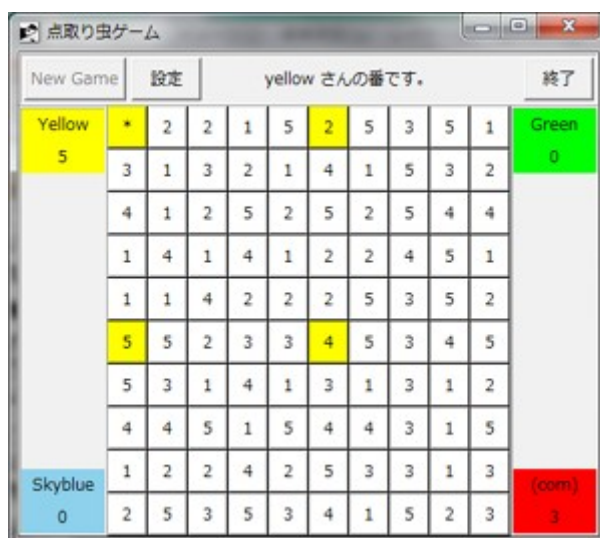 点取り虫ゲーム
New Game 設定 yellow さんの番です。 終了
Yellow * 2 2 1 5 2 5 3 5 1 Green
5 3 1 3 2 1 4 1 5 3 2 0
4 1 2 5 2 5 2 5 4 4
1 4 1 4 1 2 2 4 5 1
1 1 4 2 2 2 5 3 5 2
5 5 2 3 3 4 5 3 4 5
5 3 1 4 1 3 1 3 1 2
4 4 5 1 5 4 4 3 1 5
Skyblue 1 2 2 4 2 5 3 3 1 3 (com)
0 2 5 3 5 3 4 1 5 2 3 3